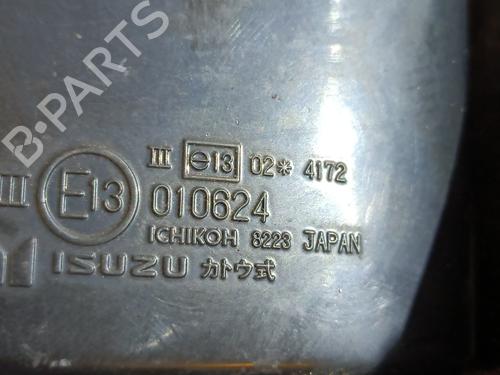 B-PARTS
III e13 02* 4172
III E13 010624
ICHIKOH 8223 JAPAN
ISUZU カトウ式